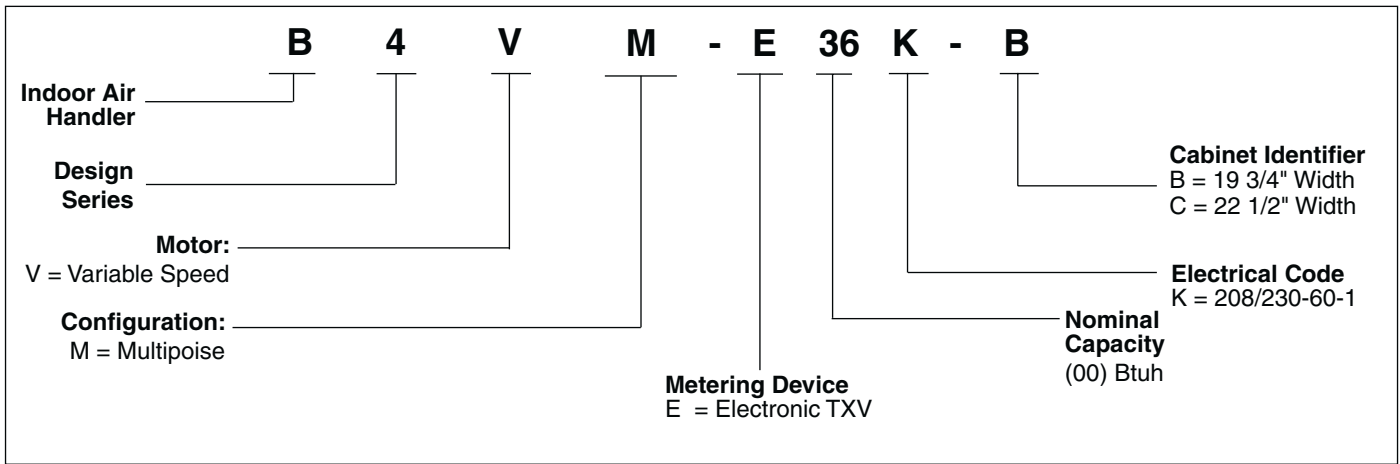 B 4 V M - E 36 K - B
Indoor Air
Handler
Design
Series
Motor:
V = Variable Speed
Configuration:
M = Multipoise
Metering Device
E = Electronic TXV
Nominal
Capacity
(00) Btuh
Electrical Code
K = 208/230-60-1
Cabinet Identifier
B = 19 3/4" Width
C = 22 1/2" Width